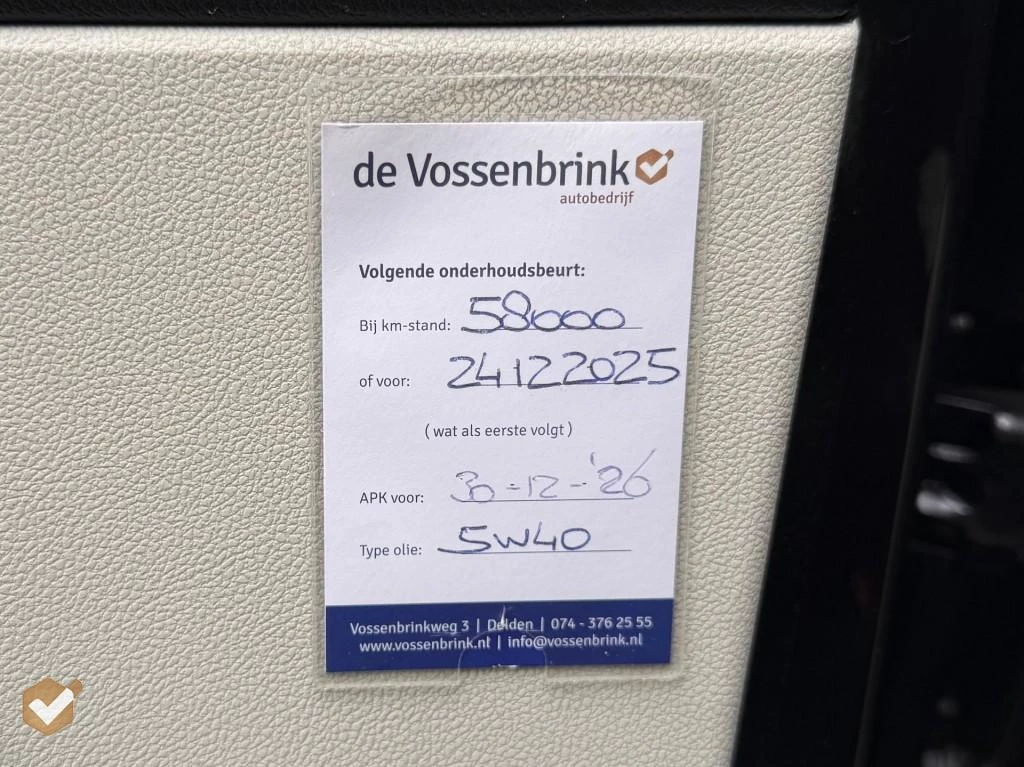 de Vossenbrink
autobedrijf
Volgende onderhoudsbeurt:
Bij km-stand: 58000
of voor: 24122025
( wat als eerste volgt )
APK voor: 30-12-'26
Type olie: 5W40
Vossenbrinkweg 3 | Delden | 074 - 376 25 55
www.vossenbrink.nl | info@vossenbrink.nl